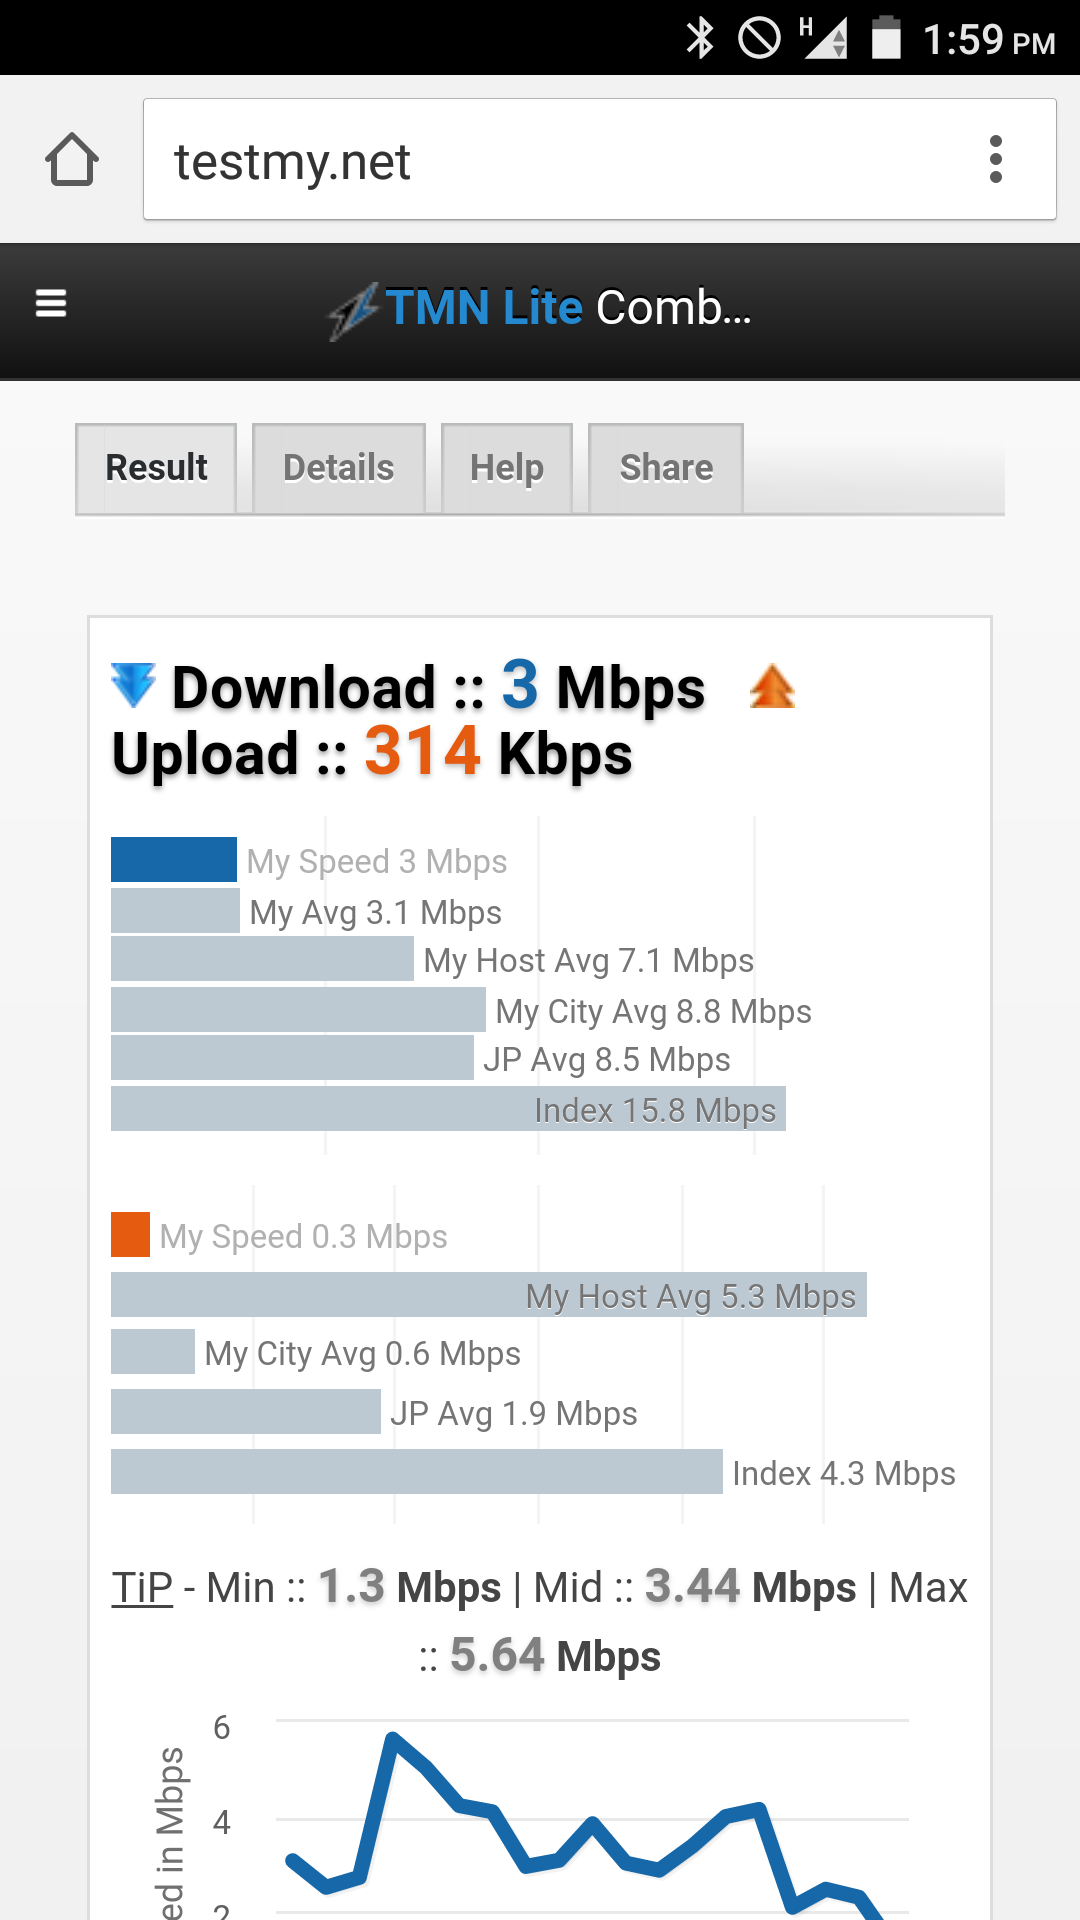 H 1:59 PM
testmy.net
TMN Lite Comb...
Result Details Help Share
Download :: 3 Mbps
Upload :: 314 Kbps
My Speed 3 Mbps
My Avg 3.1 Mbps
My Host Avg 7.1 Mbps
My City Avg 8.8 Mbps
JP Avg 8.5 Mbps
Index 15.8 Mbps
My Speed 0.3 Mbps
My Host Avg 5.3 Mbps
My City Avg 0.6 Mbps
JP Avg 1.9 Mbps
Index 4.3 Mbps
TiP - Min :: 1.3 Mbps | Mid :: 3.44 Mbps | Max
:: 5.64 Mbps
6
4
2
ed in Mbps